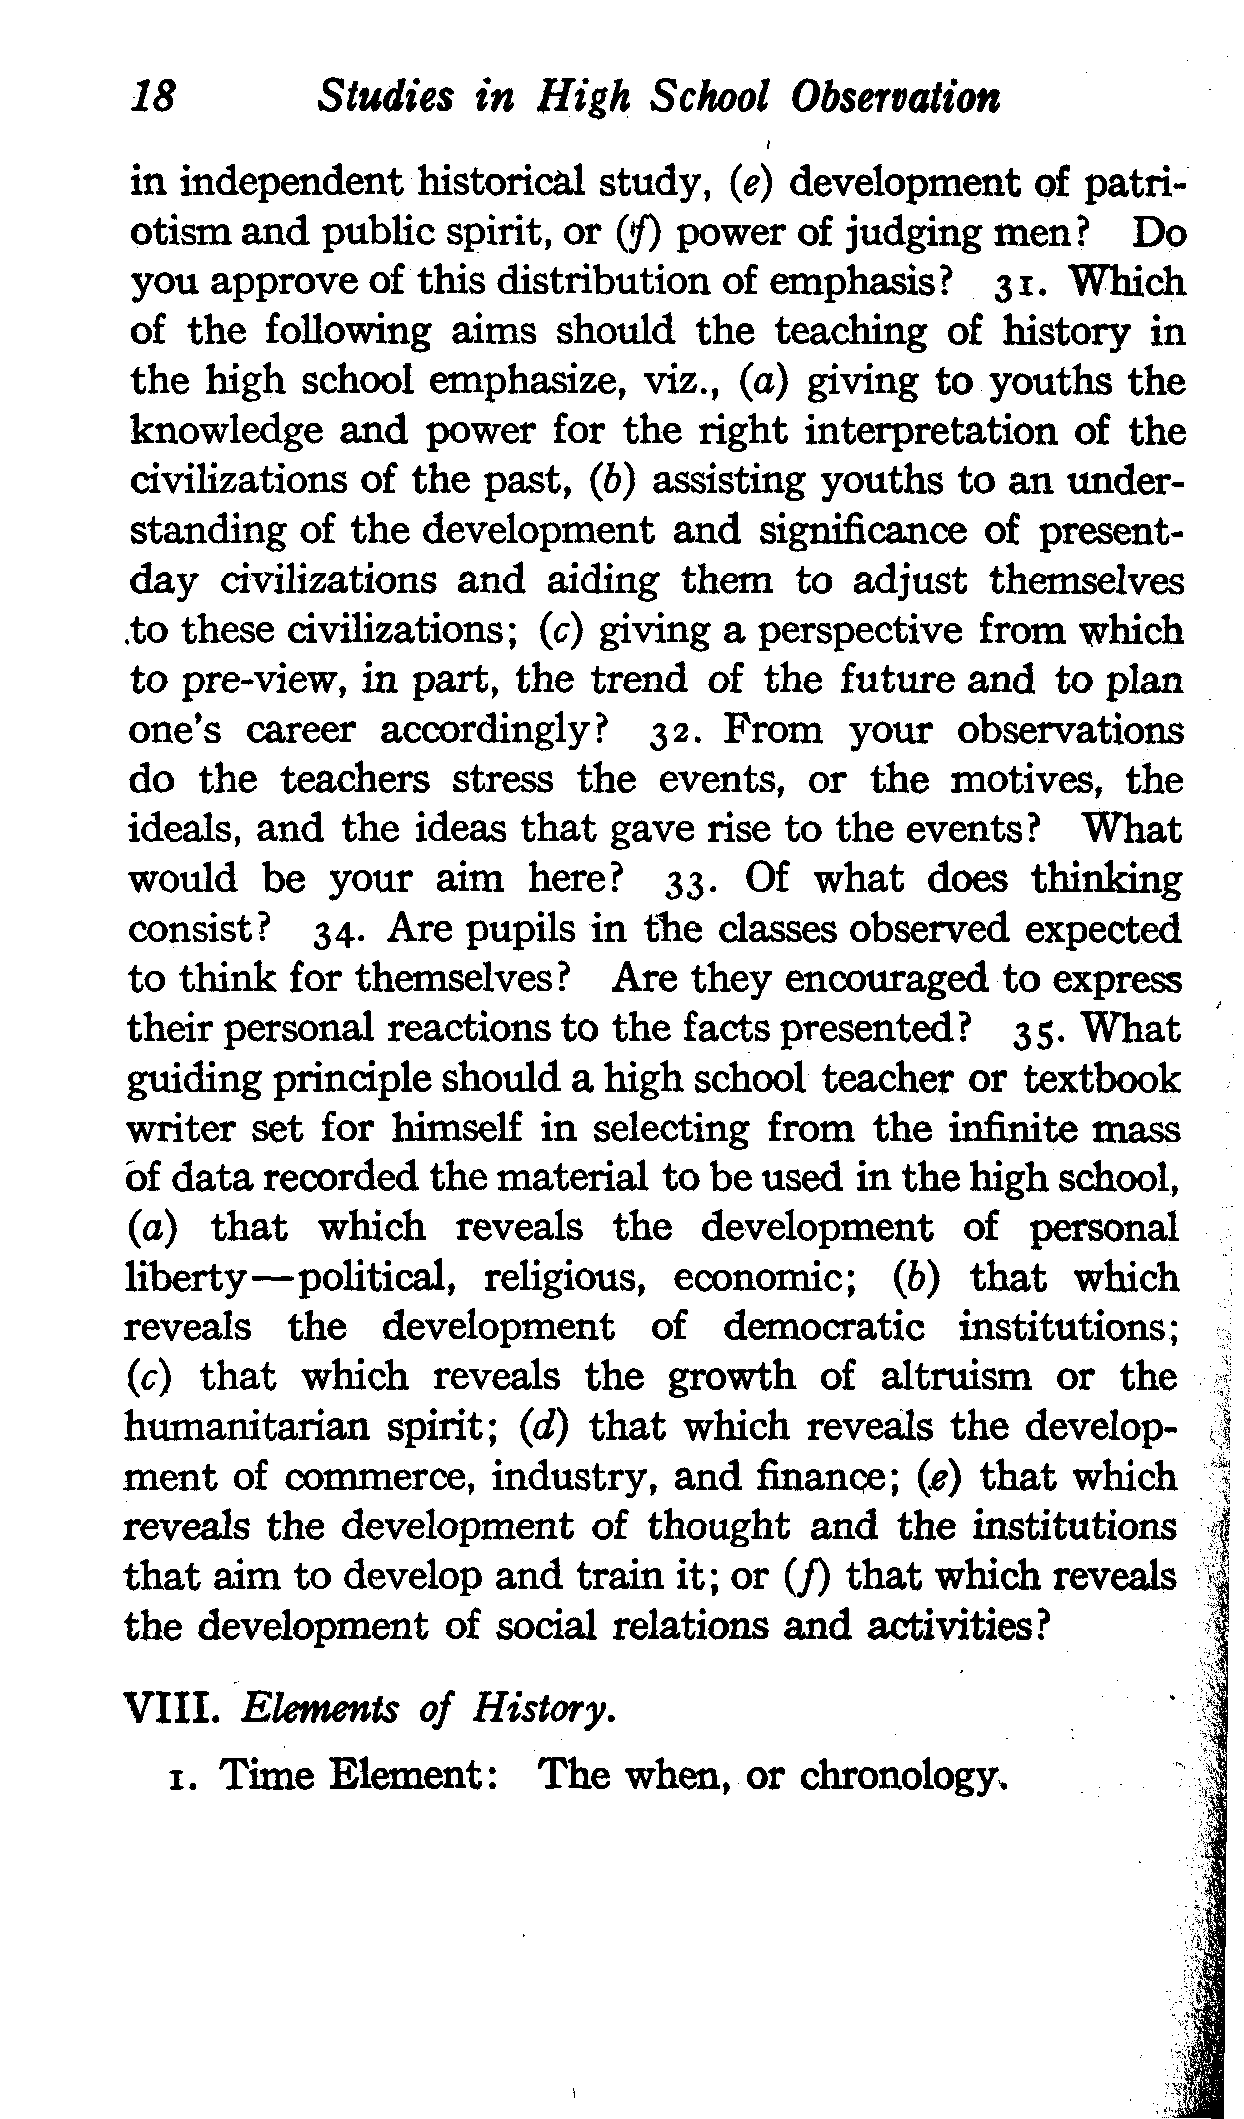 18 Studies in High School Observation
in independent historical study, (e) development of patri-
otism and public spirit, or (f) power of judging men? Do
you approve of this distribution of emphasis? 31. Which
of the following aims should the teaching of history in
the high school emphasize, viz., (a) giving to youths the
knowledge and power for the right interpretation of the
civilizations of the past, (b) assisting youths to an under-
standing of the development and significance of present-
day civilizations and aiding them to adjust themselves
to these civilizations; (c) giving a perspective from which
to pre-view, in part, the trend of the future and to plan
one's career accordingly? 32. From your observations
do the teachers stress the events, or the motives, the
ideals, and the ideas that gave rise to the events? What
would be your aim here? 33. Of what does thinking
consist? 34. Are pupils in the classes observed expected
to think for themselves? Are they encouraged to express
their personal reactions to the facts presented? 35. What
guiding principle should a high school teacher or textbook
writer set for himself in selecting from the infinite mass
of data recorded the material to be used in the high school,
(a) that which reveals the development of personal
liberty—political, religious, economic; (b) that which
reveals the development of democratic institutions;
(c) that which reveals the growth of altruism or the
humanitarian spirit; (d) that which reveals the develop-
ment of commerce, industry, and finance; (e) that which
reveals the development of thought and the institutions
that aim to develop and train it; or (f) that which reveals
the development of social relations and activities?
VIII. Elements of History.
1. Time Element: The when, or chronology.